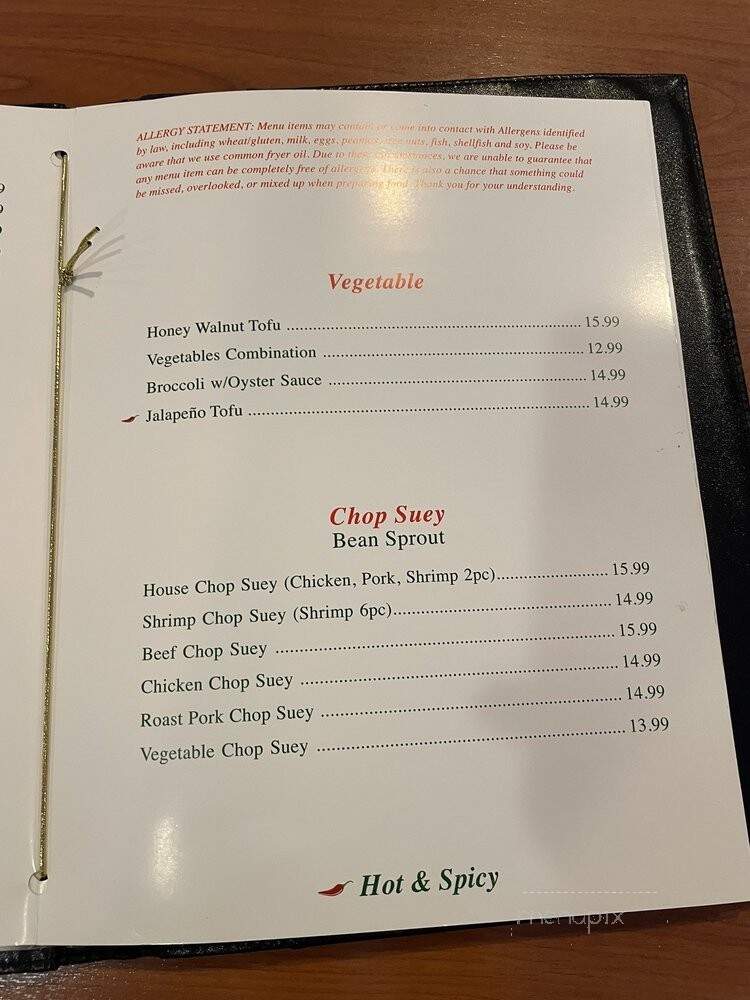 ALLERGY STATEMENT: Menu items may contain or come into contact with Allergens identified
by law, including wheat/gluten, milk, eggs, peanuts, tree nuts, fish, shellfish and soy. Please be
aware that we use common fryer oil. Due to these circumstances, we are unable to guarantee that
any menu item can be completely free of allergens. There is also a chance that something could
be missed, overlooked, or mixed up when preparing food. Thank you for your understanding.
Vegetable
Honey Walnut Tofu ........ 15.99
Vegetables Combination ........ 12.99
Broccoli w/Oyster Sauce ........ 14.99
Jalapeño Tofu ........ 14.99
Chop Suey
Bean Sprout
House Chop Suey (Chicken, Pork, Shrimp 2pc)........ 15.99
Shrimp Chop Suey (Shrimp 6pc)........ 14.99
Beef Chop Suey ........ 15.99
Chicken Chop Suey ........ 14.99
Roast Pork Chop Suey ........ 14.99
Vegetable Chop Suey ........ 13.99
Hot & Spicy
menupix